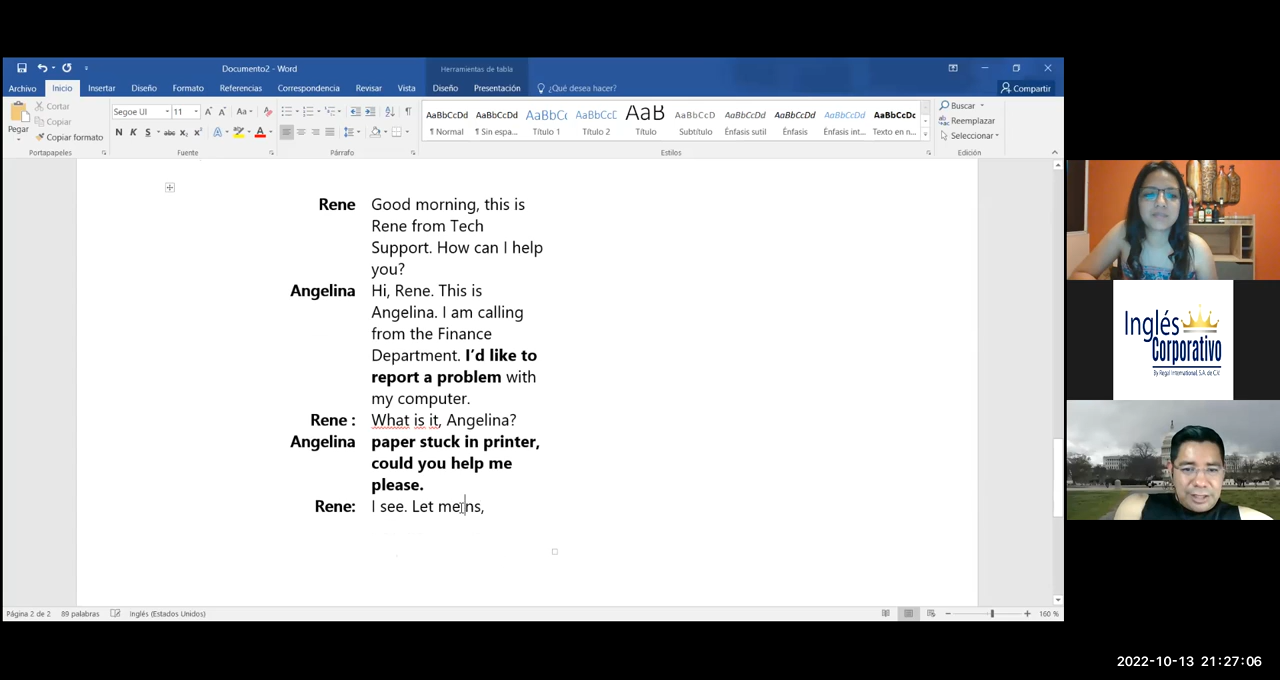 Documento2 - Word
Herramientas de tabla
Archivo Inicio Insertar Diseño Formato Referencias Correspondencia Revisar Vista Diseño Presentación ¿Qué desea hacer? Compartir
Pegar
Cortar
Copiar
Copiar formato
Segoe UI 11
AaBbCcDd AaBbCcDd AaBbCc AaBbCcC AaB AaBbCcD AaBbCcDd AaBbCcDd AaBbCcDd AaBbCcDc
¶ Normal ¶ Sin espa... Título 1 Título 2 Título Subtítulo Énfasis sutil Énfasis Énfasis int... Texto en n...
Buscar
Reemplazar
Seleccionar
Portapapeles Fuente Párrafo Estilos Edición
Rene Good morning, this is
Rene from Tech
Support. How can I help
you?
Angelina Hi, Rene. This is
Angelina. I am calling
from the Finance
Department. I'd like to
report a problem with
my computer.
Rene : What is it, Angelina?
Angelina paper stuck in printer,
could you help me
please.
Rene: I see. Let mens,
Página 2 de 2 89 palabras Inglés (Estados Unidos) 160 %
Inglés
Corporativo
By Regal International, S.A. de C.V.
2022-10-13 21:27:06